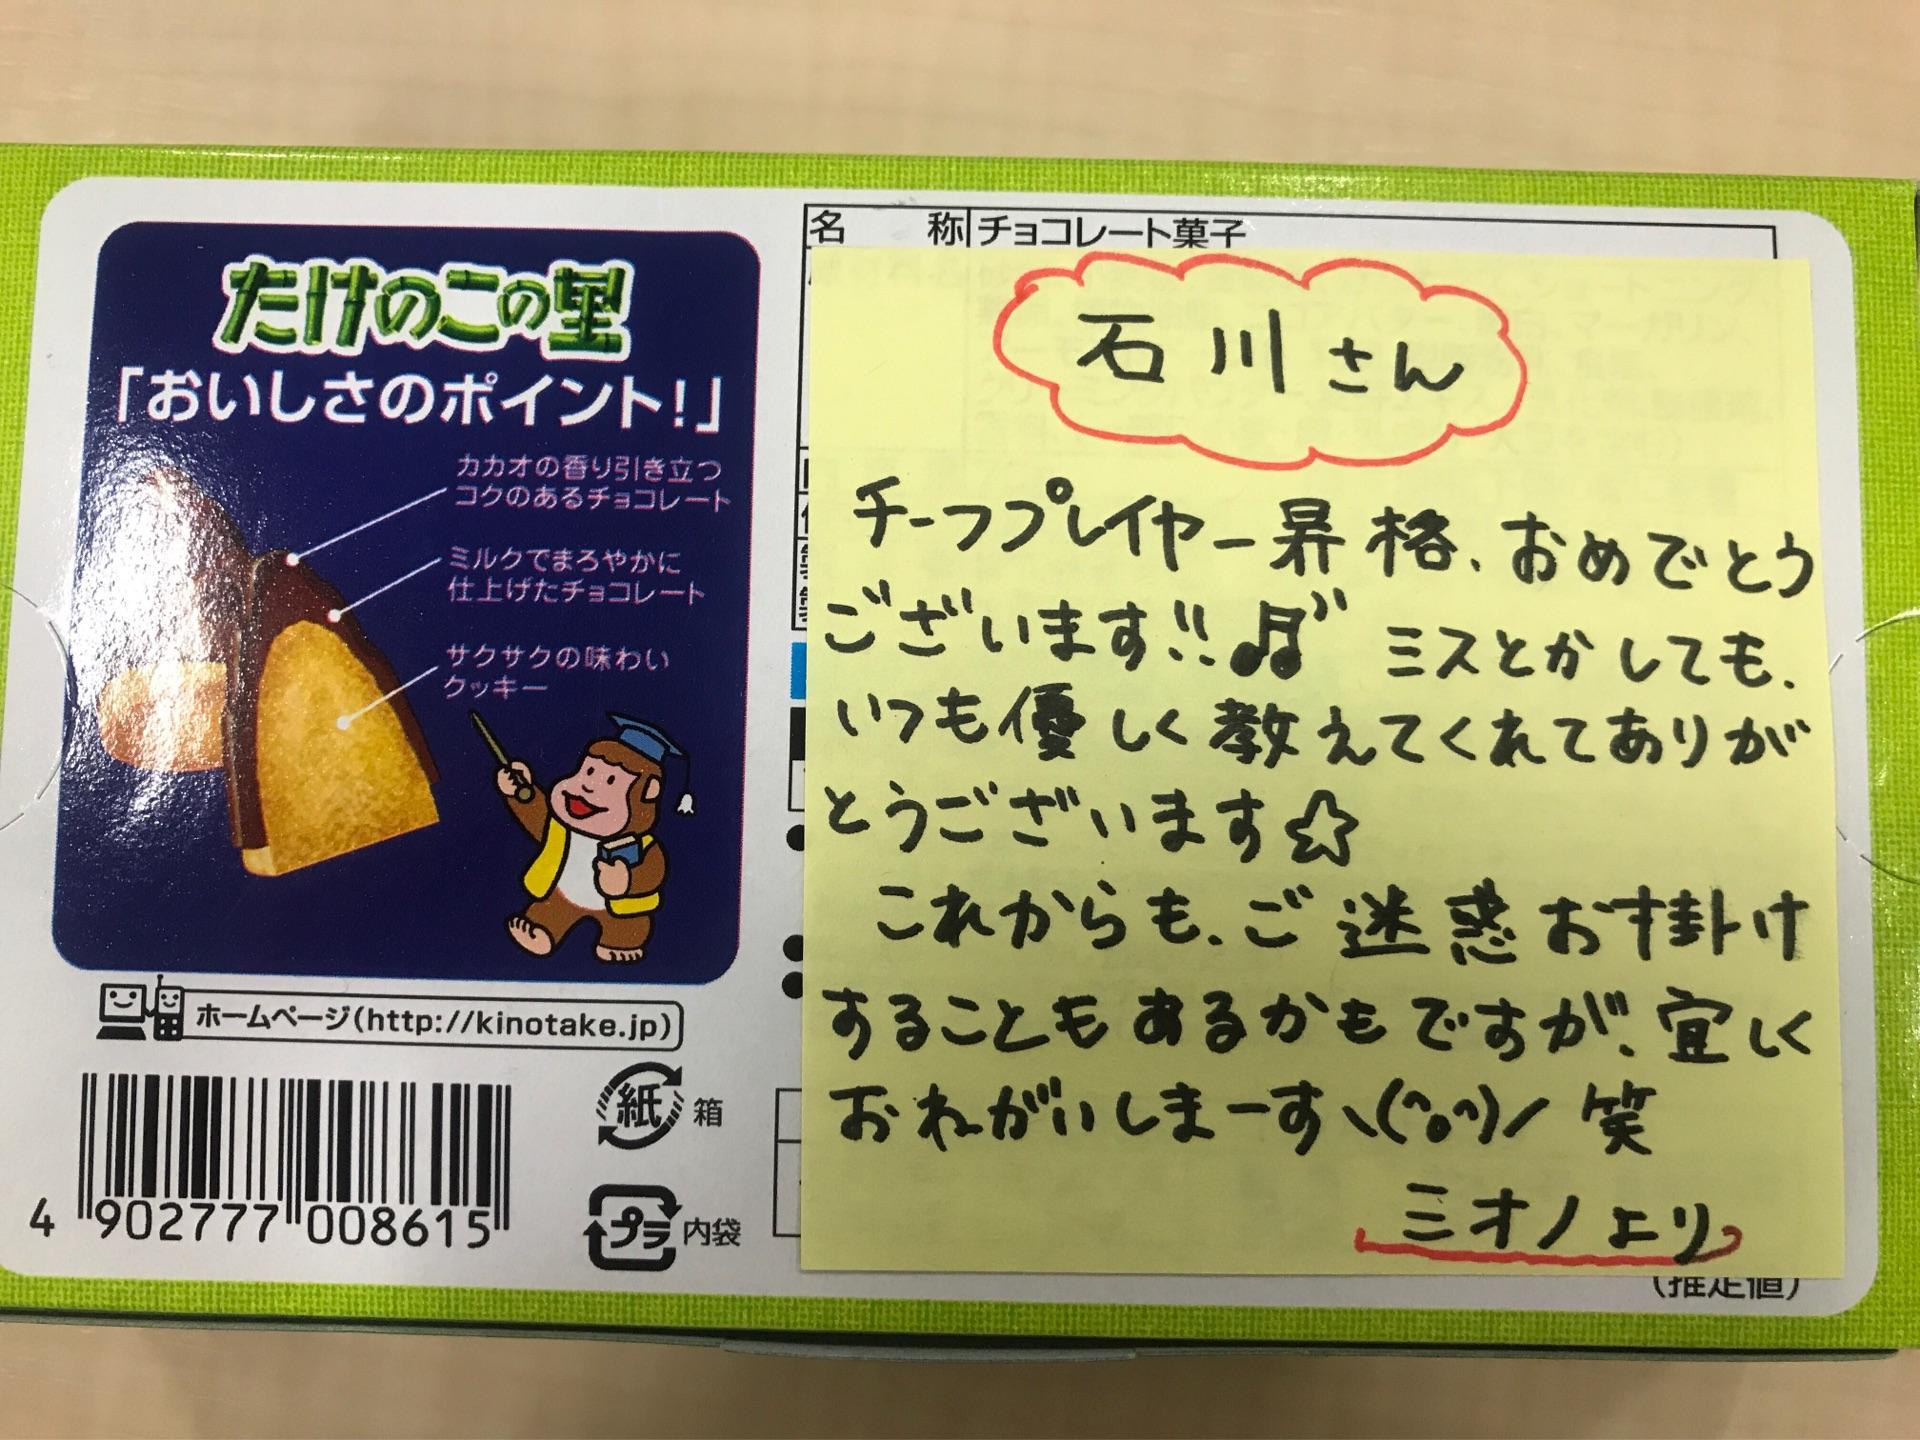 たけのこの里
「おいしさのポイント!」
カカオの香り引き立つ
コクのあるチョコレート
ミルクでまろやかに
仕上げたチョコレート
サクサクの味わい
クッキー
ホームページ(http://kinotake.jp)
4 902777 008615
紙 箱
プラ 内袋
名称 チョコレート菓子
石川さん
チーフプレイヤー昇格、おめでとう
ございます!!♫ ミスとかしても、
いつも優しく教えてくれてありが
とうございます☆
これからも、ご迷惑お掛け
することもあるかもですが、宜しく
おねがいしまーすヽ(^o^)ノ 笑
ミオノより
(推定値)